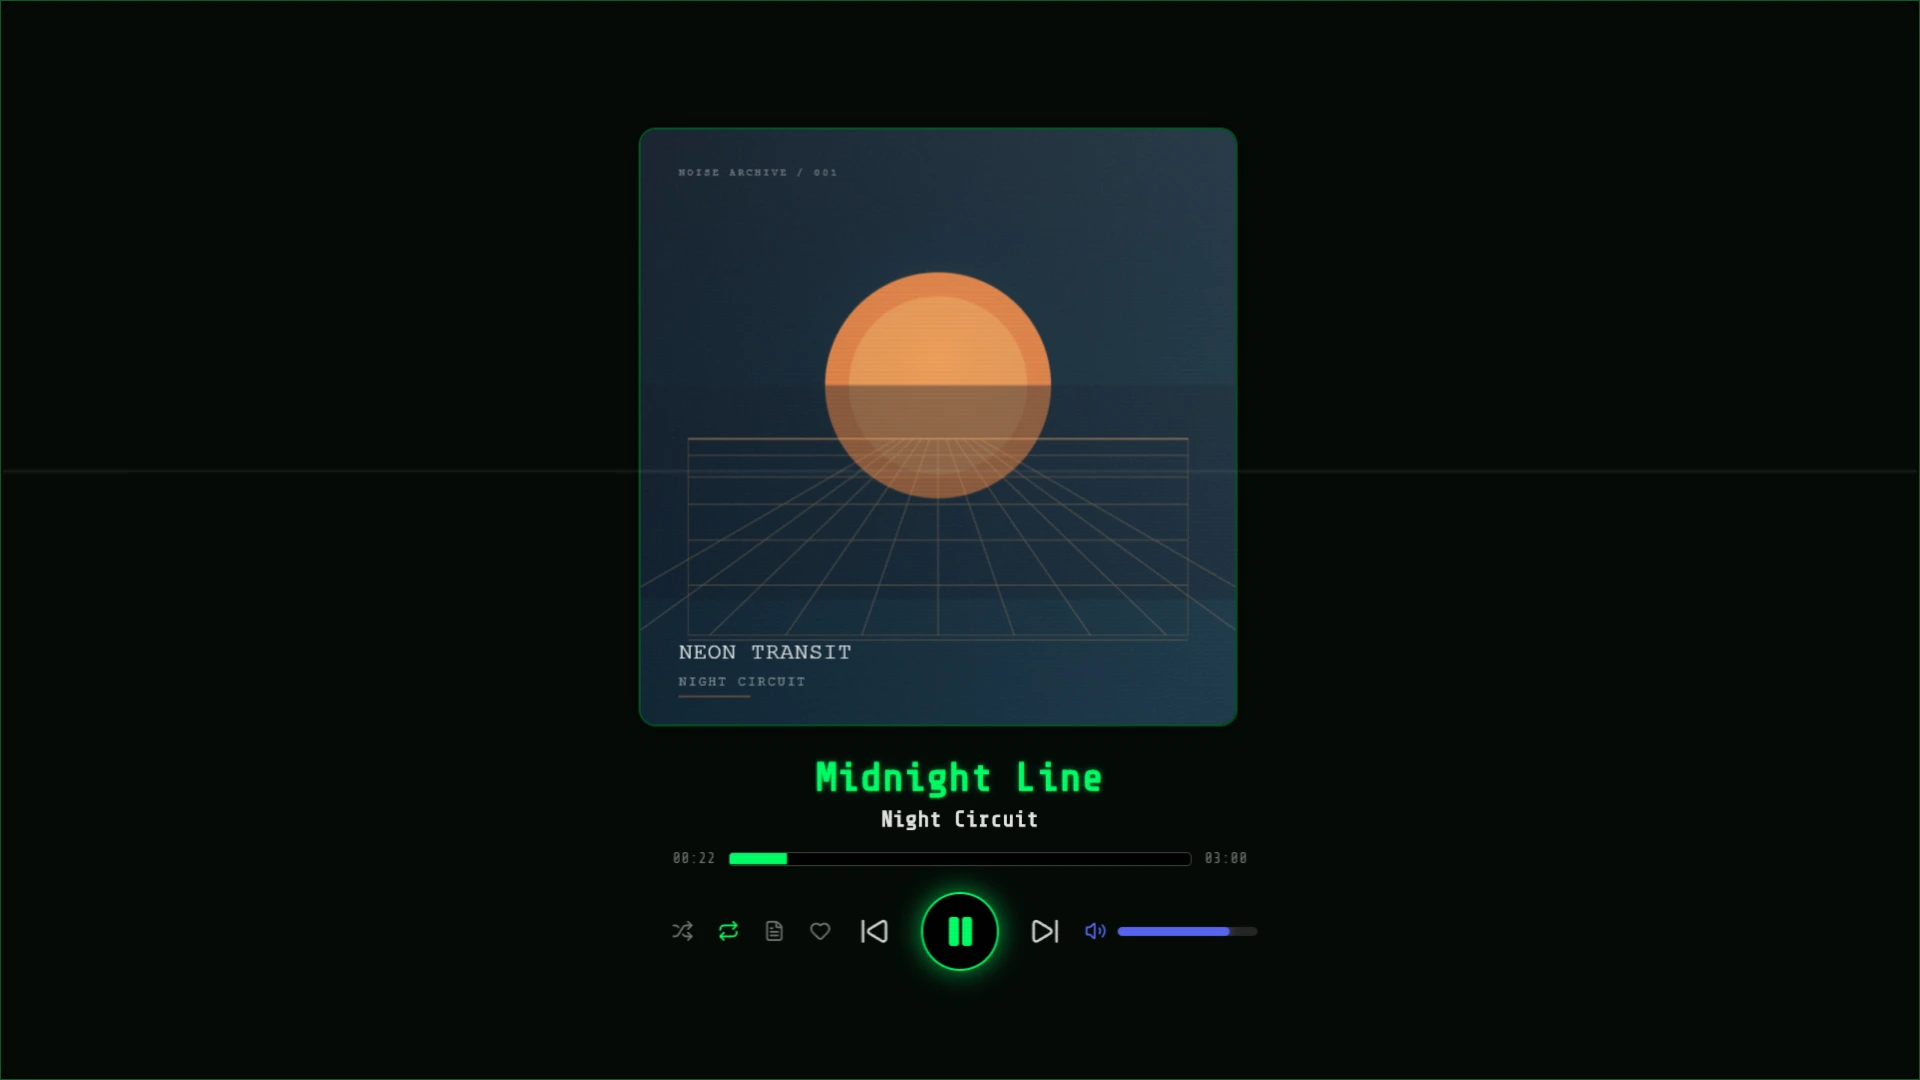 NOISE ARCHIVE / 001
NEON TRANSIT
NIGHT CIRCUIT
Midnight Line
Night Circuit
00:22
03:00